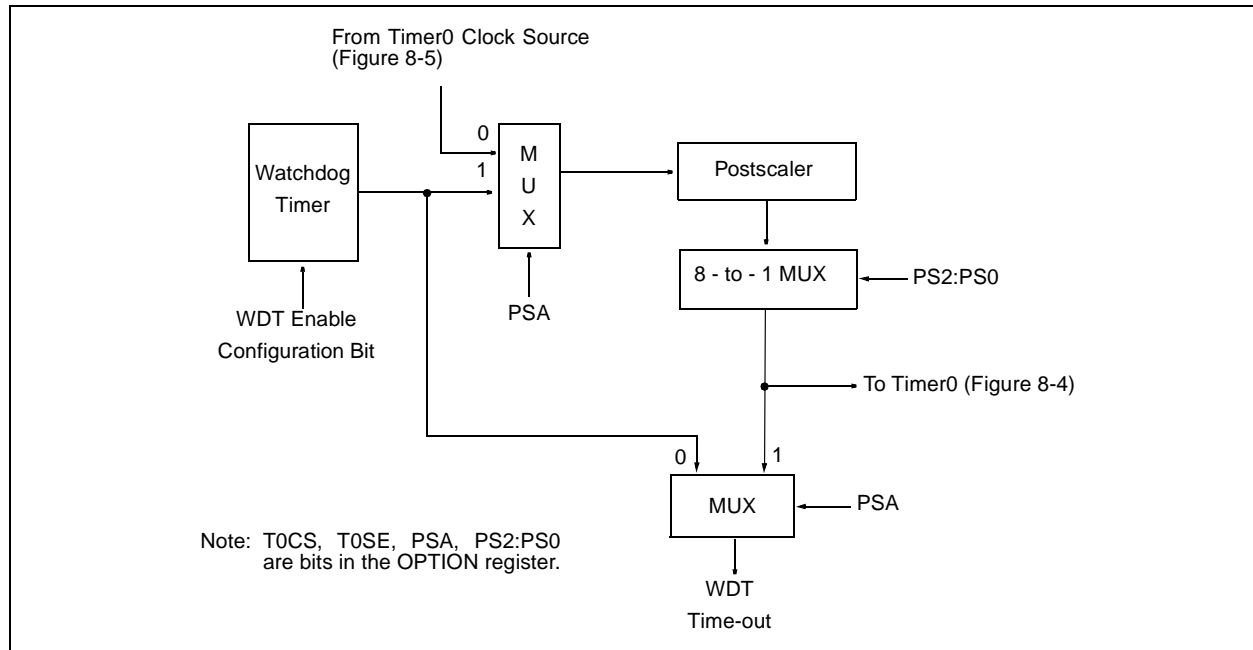 From Timer0 Clock Source
(Figure 8-5)
0
1
M
U
X
Watchdog
Timer
Postscaler
8 - to - 1 MUX
PS2:PS0
PSA
WDT Enable
Configuration Bit
To Timer0 (Figure 8-4)
0
1
MUX
PSA
Note: T0CS, T0SE, PSA, PS2:PS0
are bits in the OPTION register.
WDT
Time-out